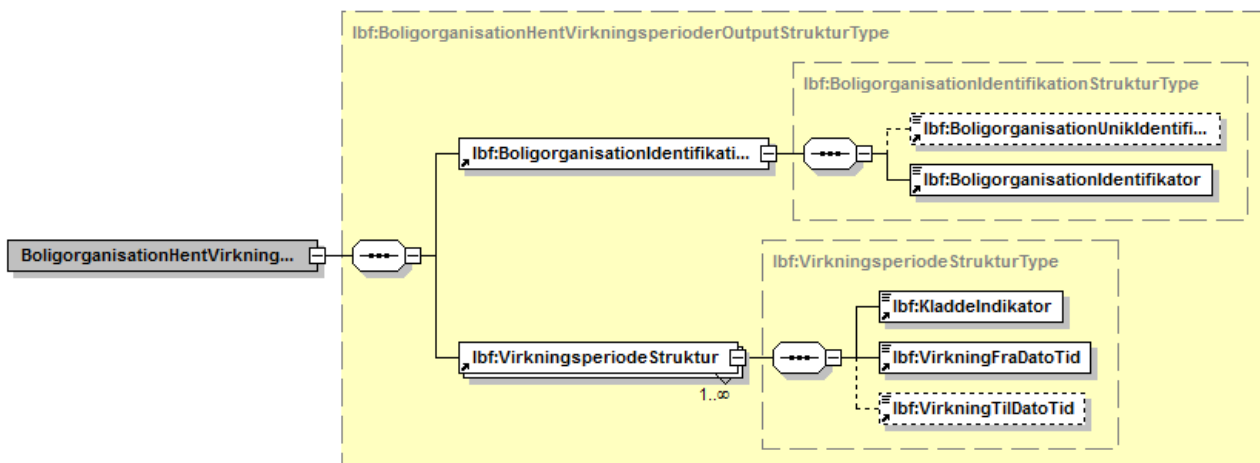 lbf:BoligorganisationHentVirkningsperioderOutputStrukturType
lbf:BoligorganisationIdentifikationStrukturType
lbf:BoligorganisationUnikIdentifi...
lbf:BoligorganisationIdentifikati...
lbf:BoligorganisationIdentifikator
BoligorganisationHentVirkning...
lbf:VirkningsperiodeStrukturType
lbf:KladdeIndikator
lbf:VirkningsperiodeStruktur
lbf:VirkningFraDatoTid
1..∞
lbf:VirkningTilDatoTid